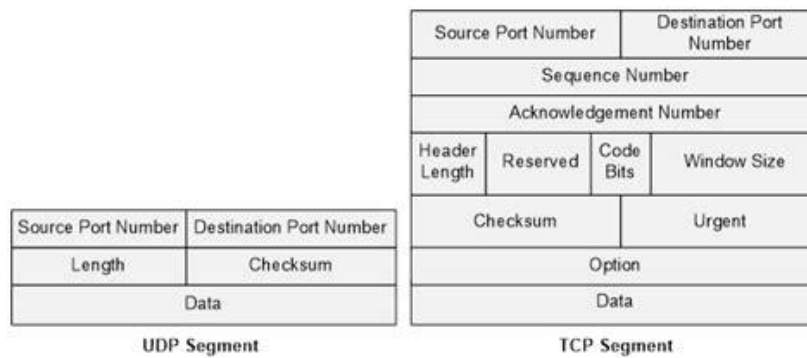 Source Port Number
Destination Port
Number
Sequence Number
Acknowledgement Number
Header
Length
Reserved
Code
Bits
Window Size
Checksum
Urgent
Option
Data
TCP Segment
Source Port Number
Destination Port Number
Length
Checksum
Data
UDP Segment